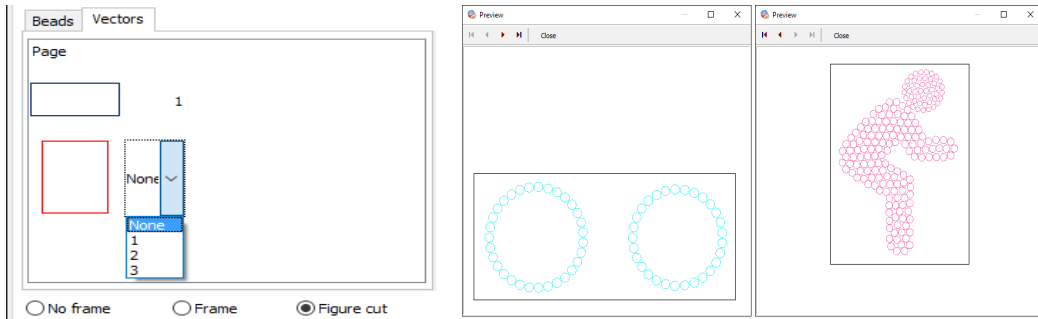 Beads Vectors
Page
1
None
None
1
2
3
No frame Frame Figure cut
Preview
Close
Preview
Close